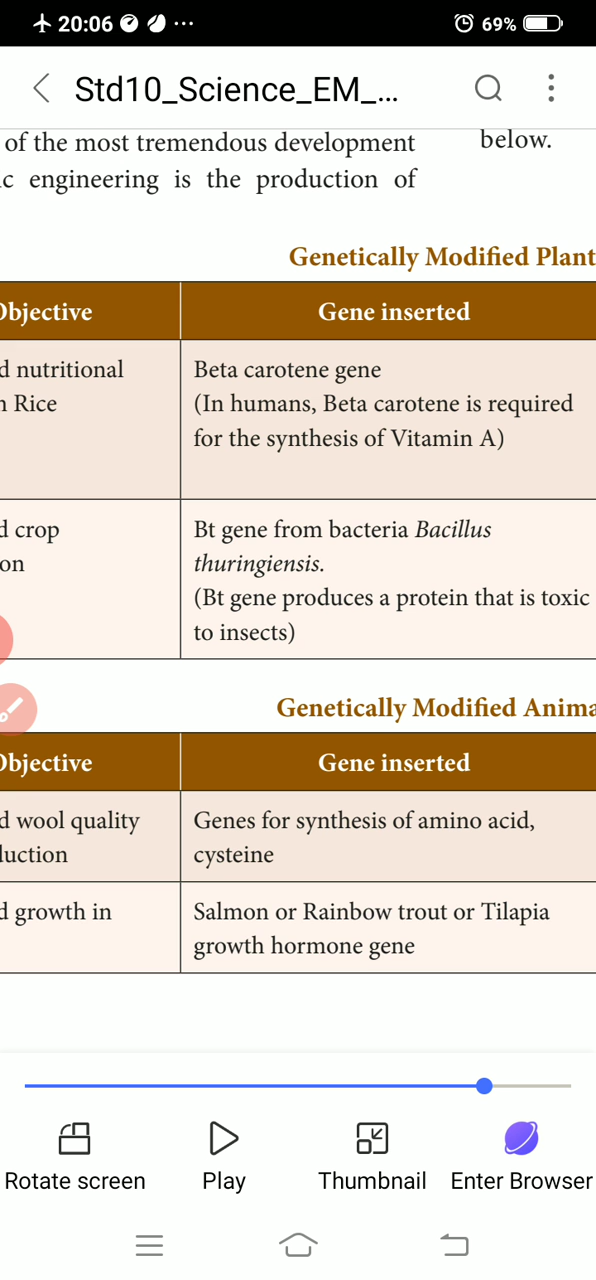 20:06 ... 69%
Std10_Science_EM_...
of the most tremendous development
below.
c engineering is the production of
Genetically Modified Plant
Objective Gene inserted
d nutritional Beta carotene gene
n Rice (In humans, Beta carotene is required
for the synthesis of Vitamin A)
d crop Bt gene from bacteria Bacillus
on thuringiensis.
(Bt gene produces a protein that is toxic
to insects)
Genetically Modified Anima
Objective Gene inserted
d wool quality Genes for synthesis of amino acid,
duction cysteine
d growth in Salmon or Rainbow trout or Tilapia
growth hormone gene
Rotate screen Play Thumbnail Enter Browser